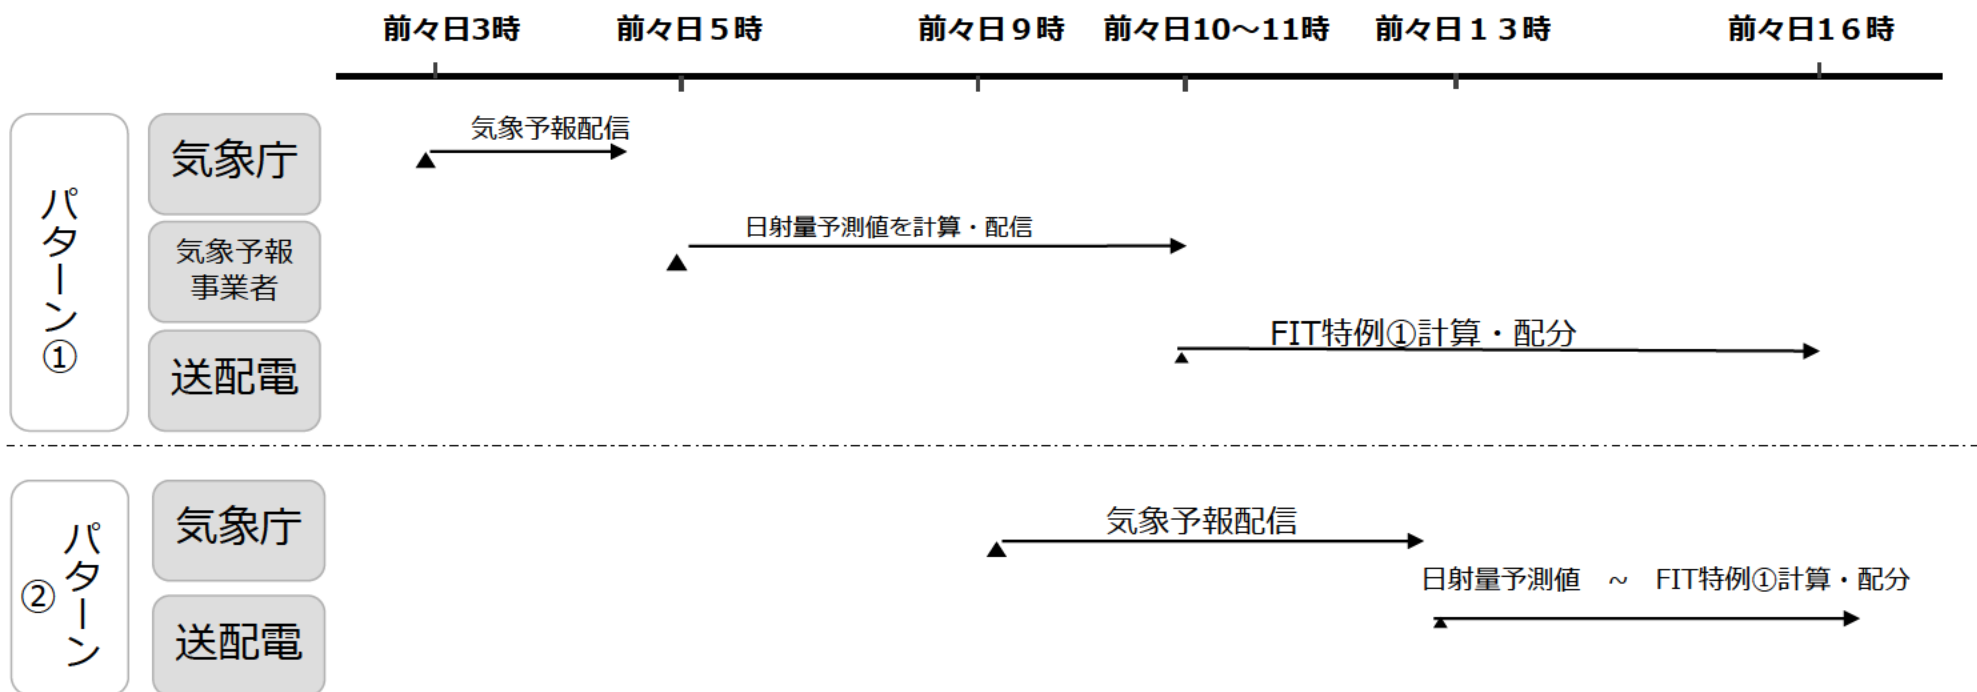 前々日3時
前々日５時
前々日９時
前々日10～11時
前々日１３時
前々日1６時
パターン①
気象庁
気象予報配信
気象予報
事業者
日射量予測値を計算・配信
送配電
FIT特例①計算・配分
パターン②
気象庁
気象予報配信
送配電
日射量予測値　～　FIT特例①計算・配分